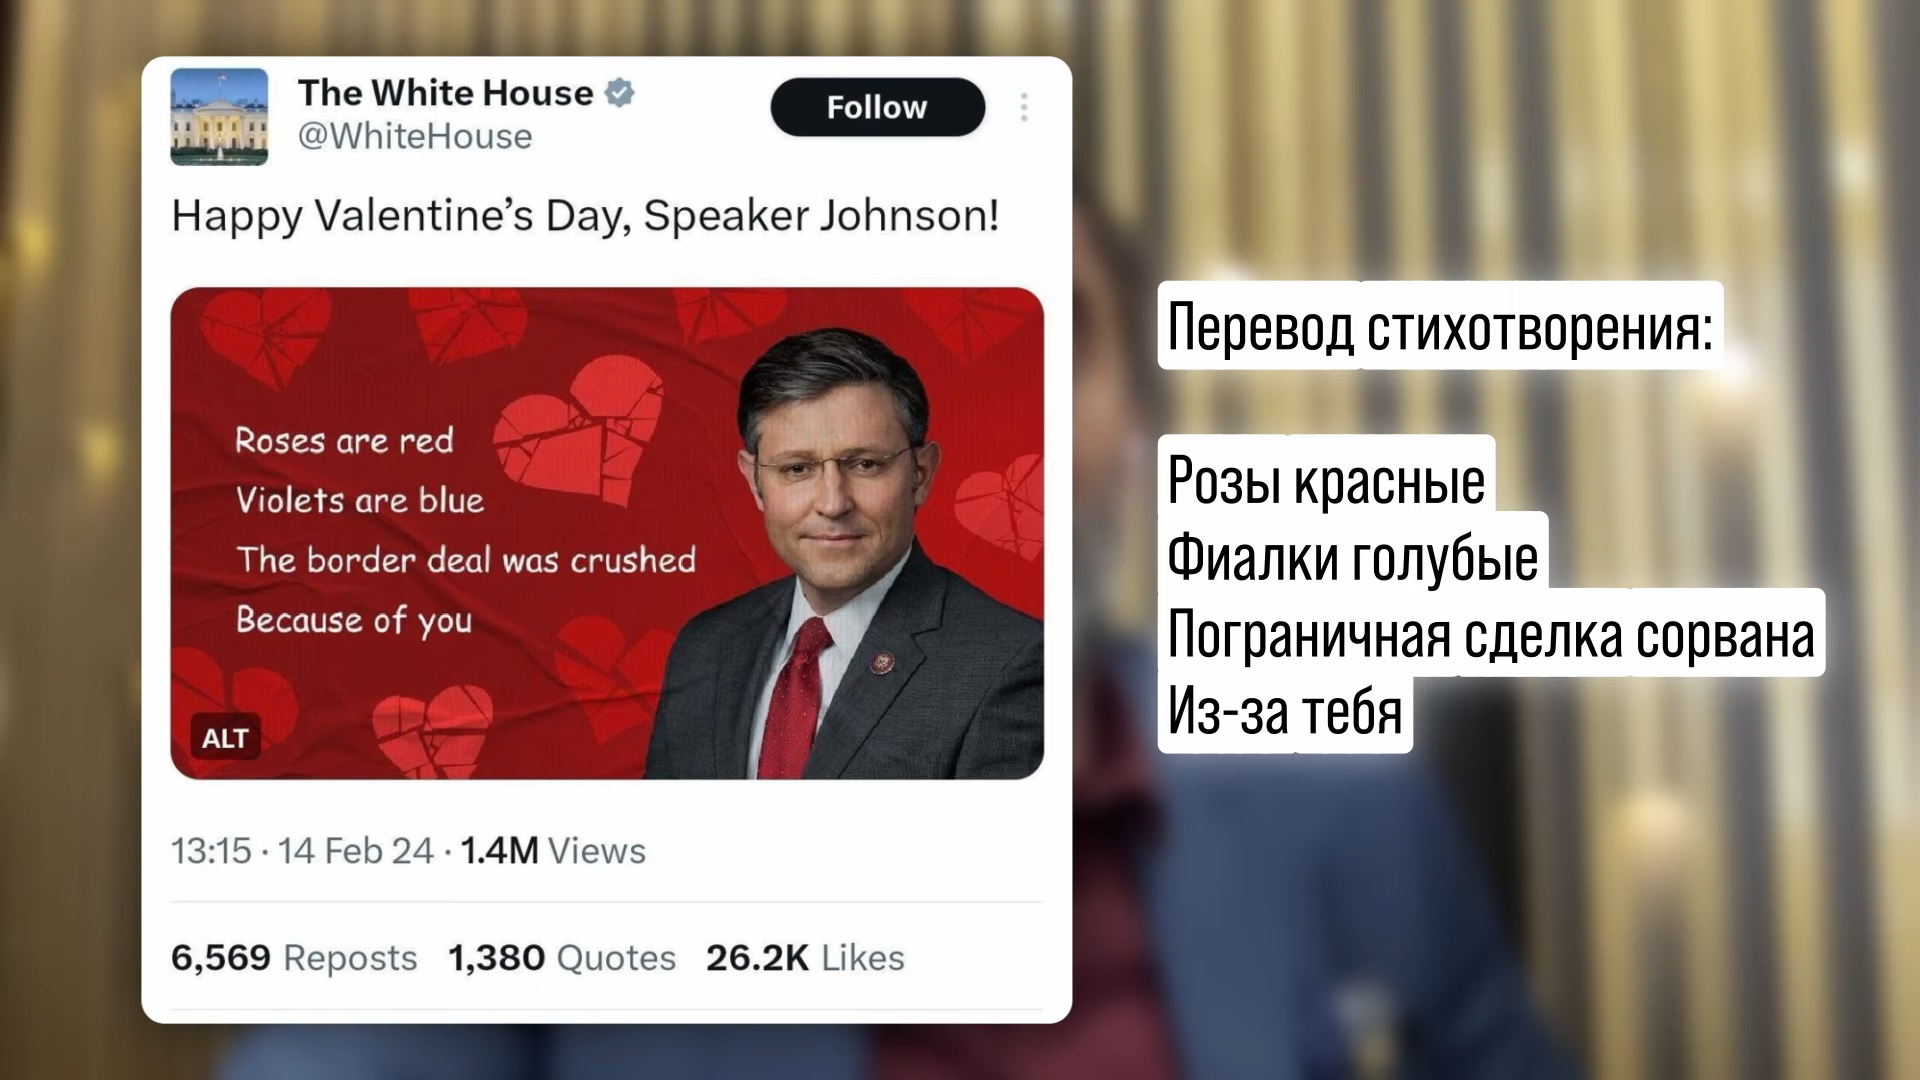 The White House
@WhiteHouse
Follow
Happy Valentine’s Day, Speaker Johnson!
Roses are red
Violets are blue
The border deal was crushed
Because of you
ALT
13:15 · 14 Feb 24 · 1.4M Views
6,569 Reposts 1,380 Quotes 26.2K Likes
Перевод стихотворения:
Розы красные
Фиалки голубые
Пограничная сделка сорвана
Из-за тебя